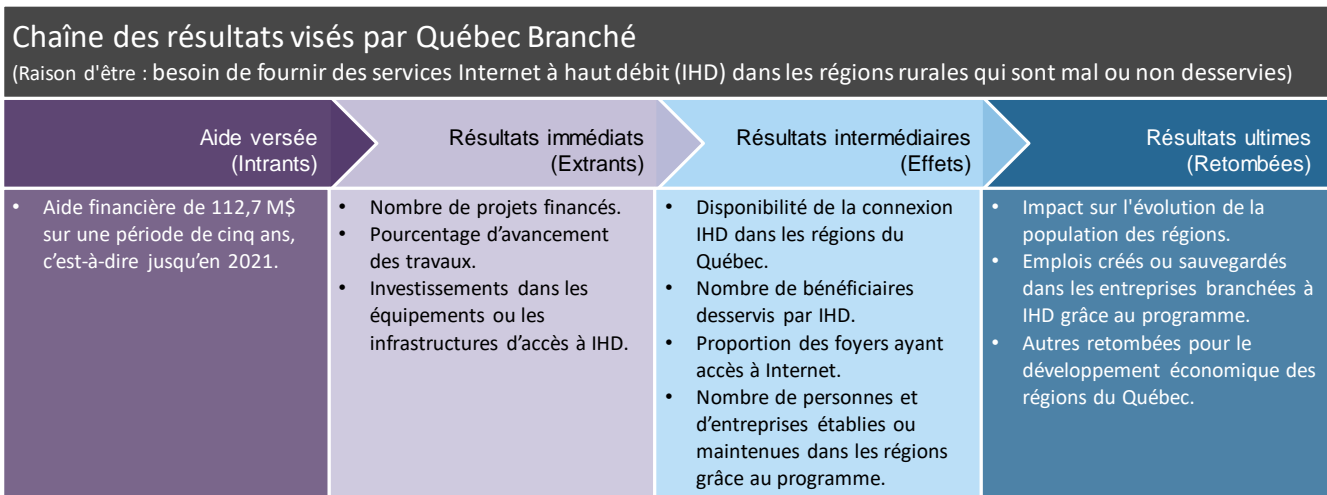 Chaîne des résultats visés par Québec Branché
(Raison d'être : besoin de fournir des services Internet à haut débit (IHD) dans les régions rurales qui sont mal ou non desservies)
Aide versée
(Intrants)
• Aide financière de 112,7 M$
sur une période de cinq ans,
c'est-à-dire jusqu'en 2021.
Résultats immédiats
(Extrants)
• Nombre de projets financés.
• Pourcentage d'avancement
des travaux.
• Investissements dans les
équipements ou les
infrastructures d'accès à IHD.
Résultats intermédiaires
(Effets)
• Disponibilité de la connexion
IHD dans les régions du
Québec.
• Nombre de bénéficiaires
desservis par IHD.
• Proportion des foyers ayant
accès à Internet.
• Nombre de personnes et
d'entreprises établies ou
maintenues dans les régions
grâce au programme.
Résultats ultimes
(Retombées)
• Impact sur l'évolution de la
population des régions.
• Emplois créés ou sauvegardés
dans les entreprises branchées à
IHD grâce au programme.
• Autres retombées pour le
développement économique des
régions du Québec.